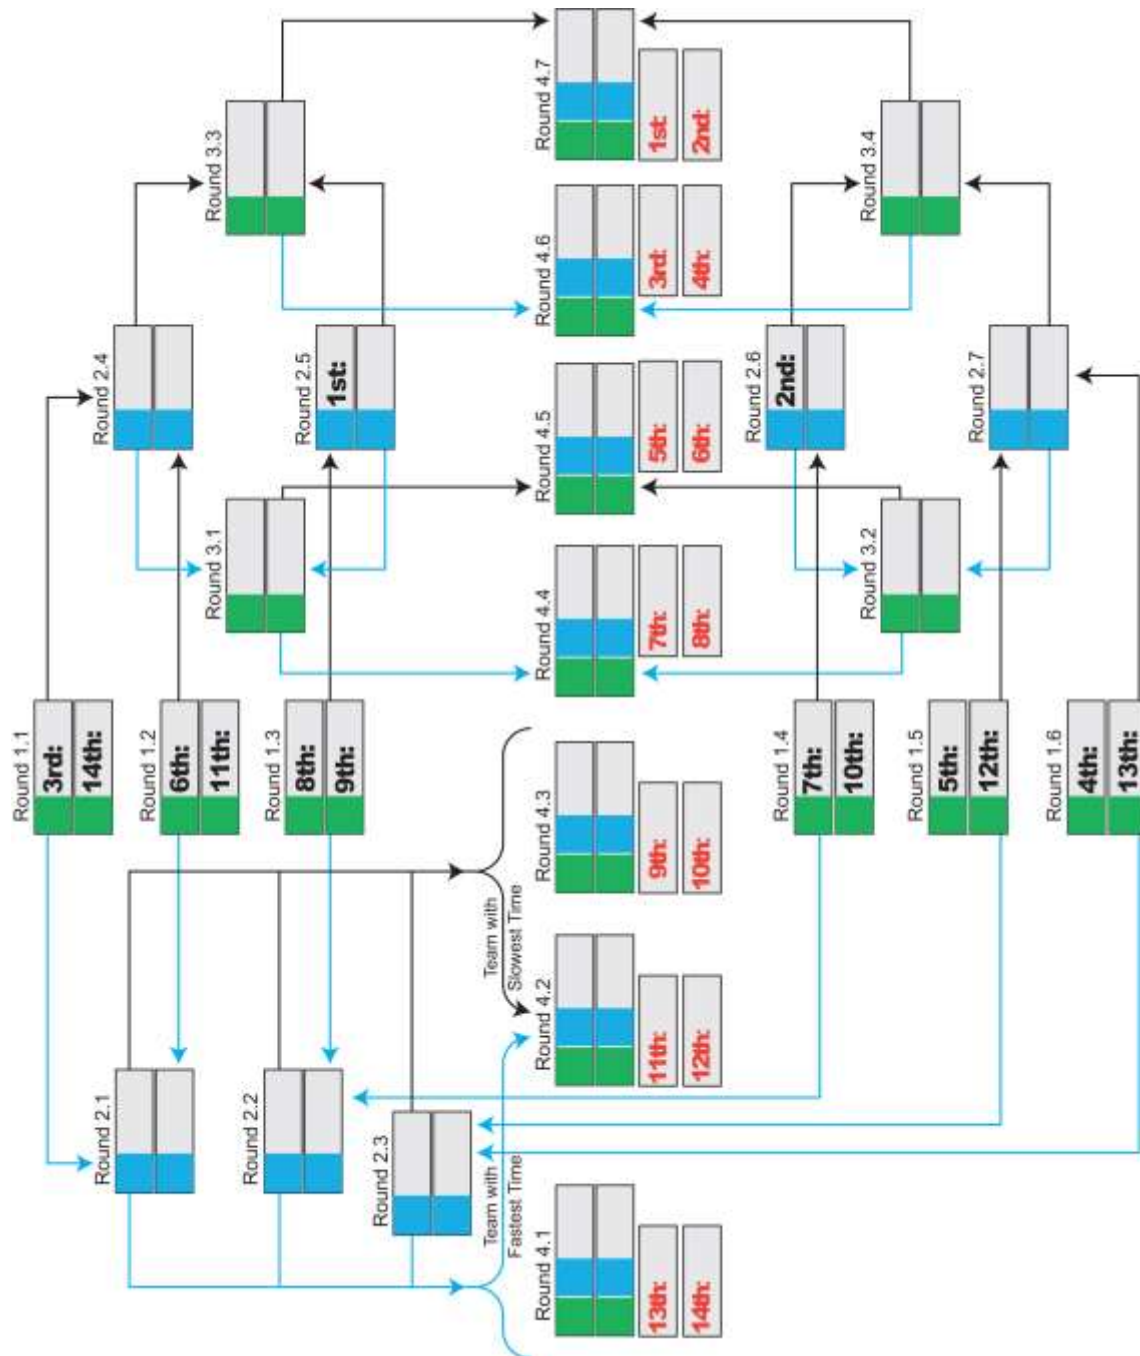 Round 1.1
3rd:
14th:
Round 1.2
6th:
11th:
Round 1.3
8th:
9th:
Round 1.4
7th:
10th:
Round 1.5
5th:
12th:
Round 1.6
4th:
13th:
Round 2.1
Round 2.2
Round 2.3
Round 2.4
Round 2.5
1st:
Round 2.6
2nd:
Round 2.7
Round 3.1
Round 3.2
Round 3.3
Round 3.4
Team with
Fastest Time
Team with
Slowest Time
Round 4.1
13th:
14th:
Round 4.2
11th:
12th:
Round 4.3
9th:
10th:
Round 4.4
7th:
8th:
Round 4.5
5th:
6th:
Round 4.6
3rd:
4th:
Round 4.7
1st:
2nd: